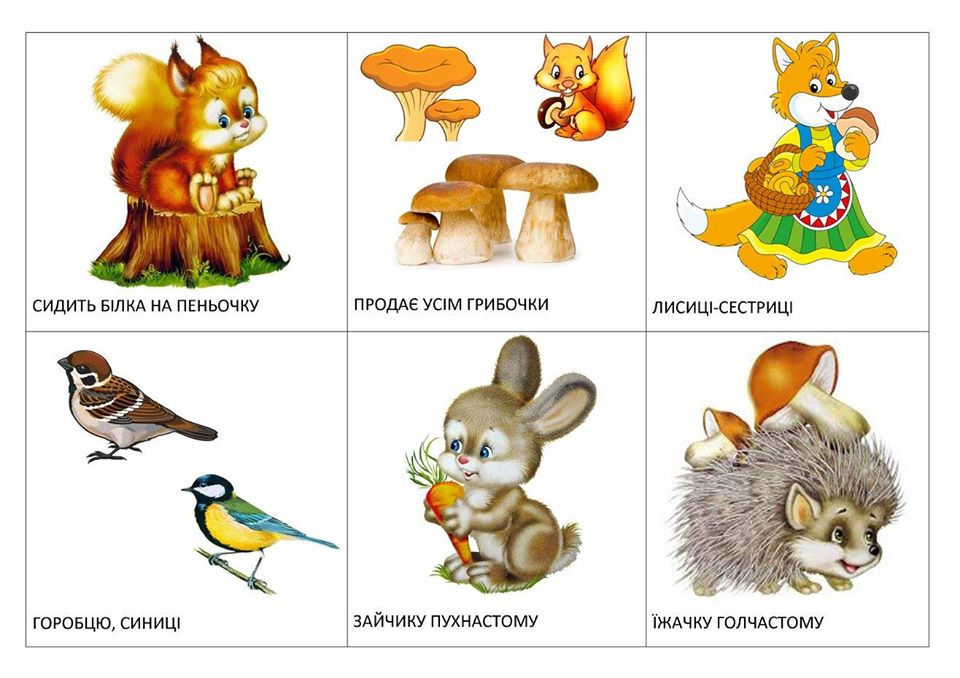 СИДИТЬ БІЛКА НА ПЕНЬОЧКУ
ПРОДАЄ УСІМ ГРИБОЧКИ
ЛИСИЦІ-СЕСТРИЦІ
ГОРОБЦЮ, СИНИЦІ
ЗАЙЧИКУ ПУХНАСТОМУ
ЇЖАЧКУ ГОЛЧАСТОМУ